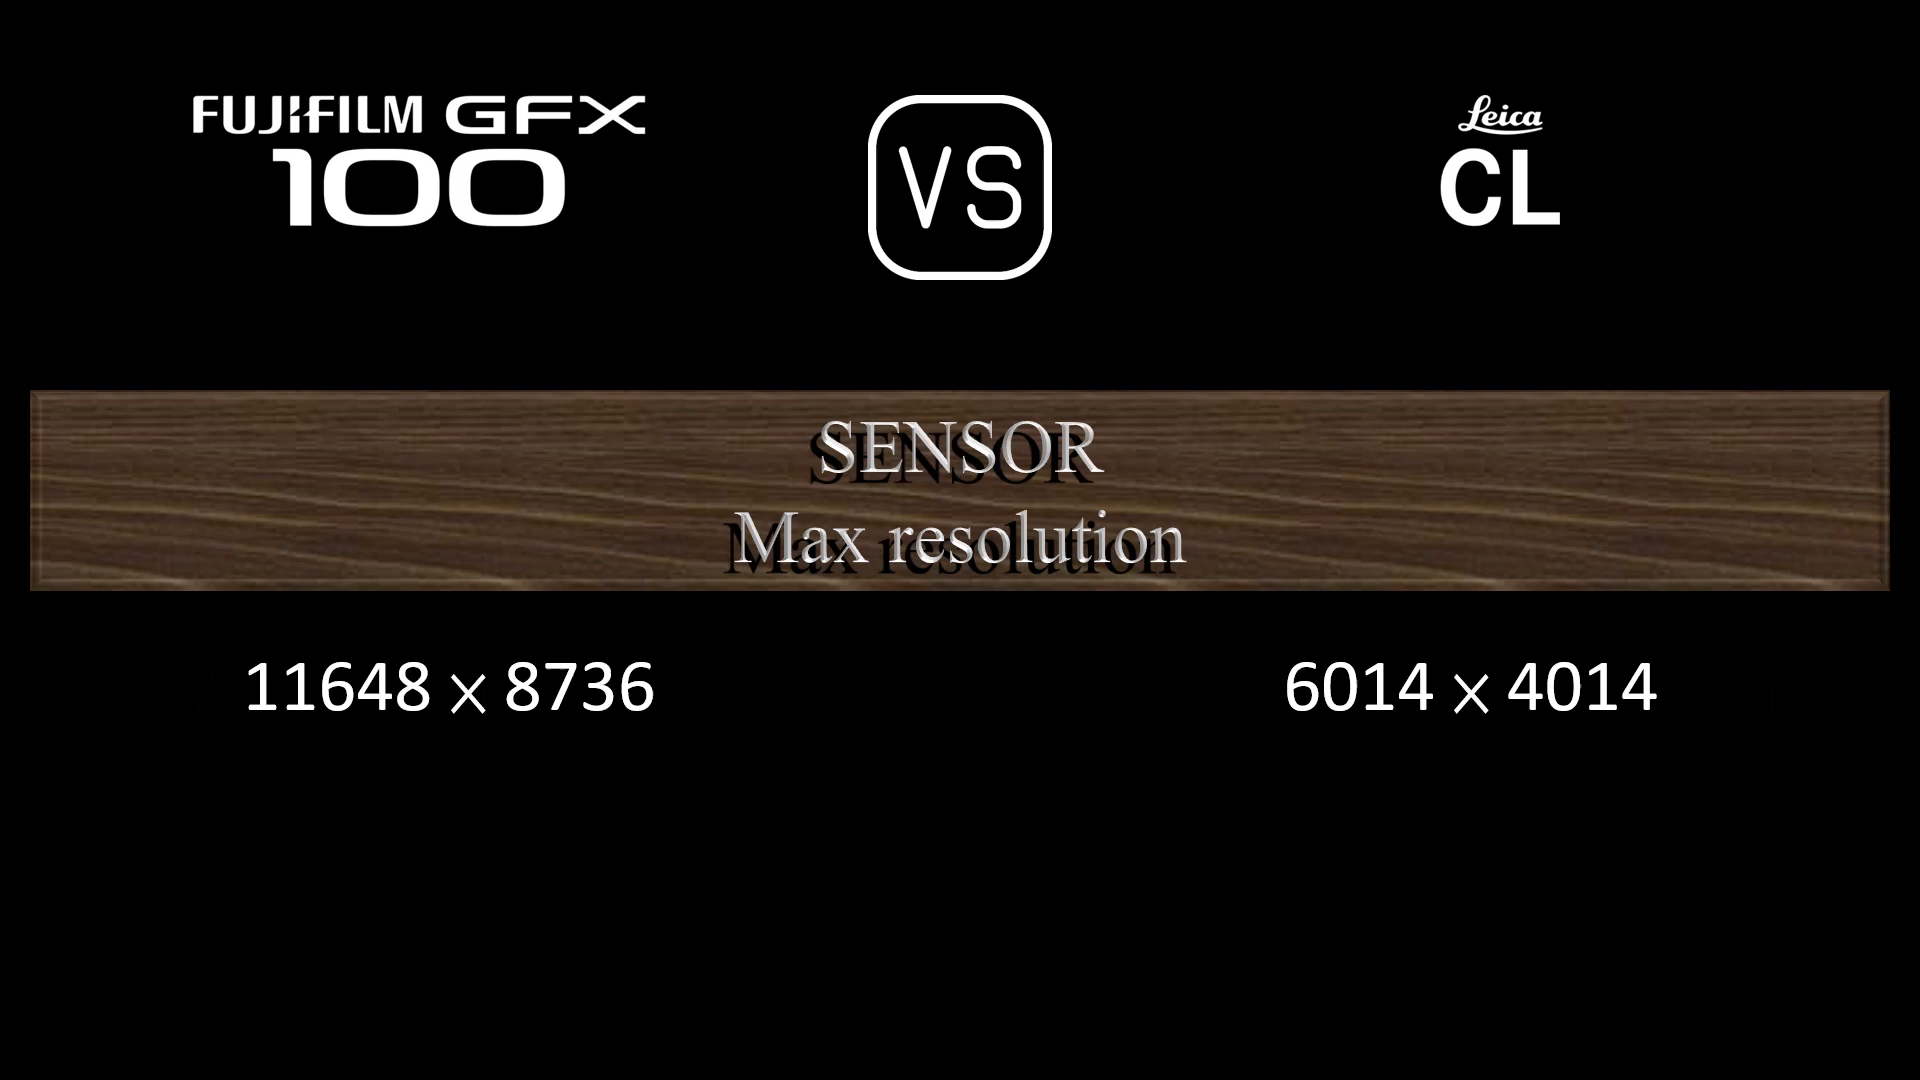 FUJIFILM GFX
100
VS
Leica
CL
SENSOR
Max resolution
11648 x 8736
6014 x 4014